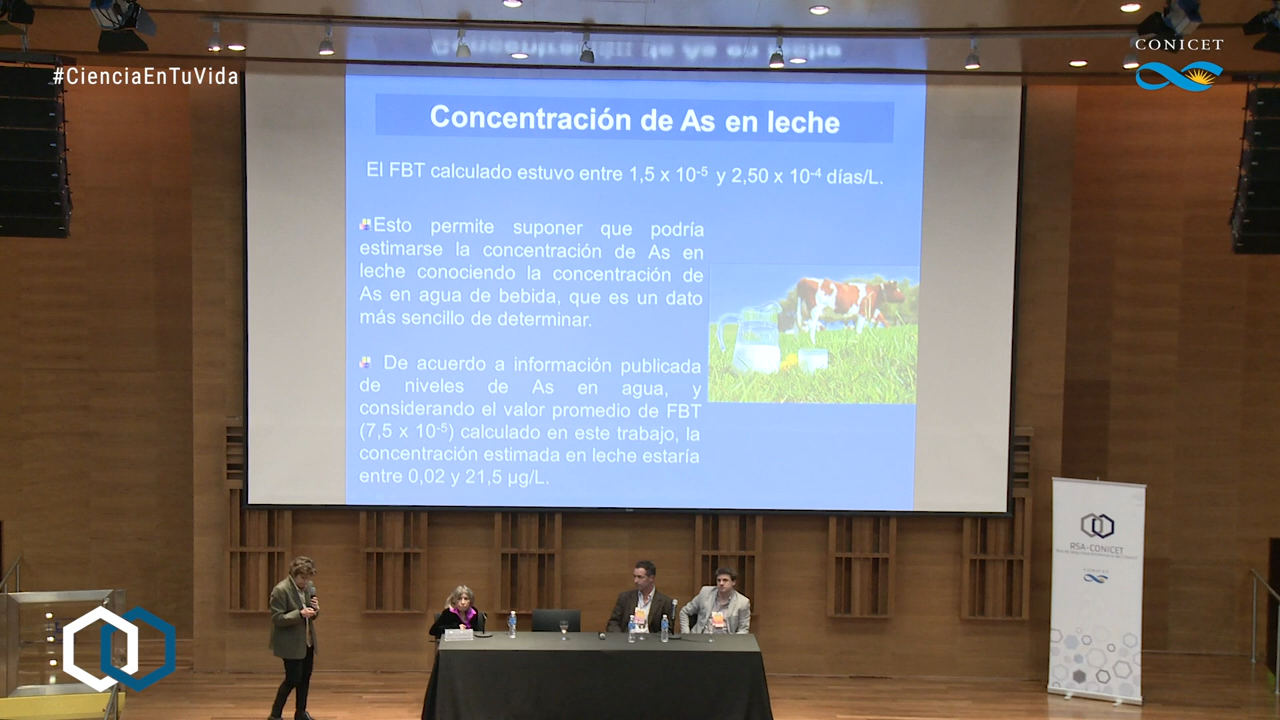 #CienciaEnTuVida
CONICET
Concentración de As en leche
El FBT calculado estuvo entre 1,5 x 10⁻⁵ y 2,50 x 10⁻⁴ días/L.
Esto permite suponer que podría
estimarse la concentración de As en
leche conociendo la concentración de
As en agua de bebida, que es un dato
más sencillo de determinar.
De acuerdo a información publicada
de niveles de As en agua, y
considerando el valor promedio de FBT
(7,5 x 10⁻⁵) calculado en este trabajo, la
concentración estimada en leche estaría
entre 0,02 y 21,5 µg/L.
RSA-CONICET